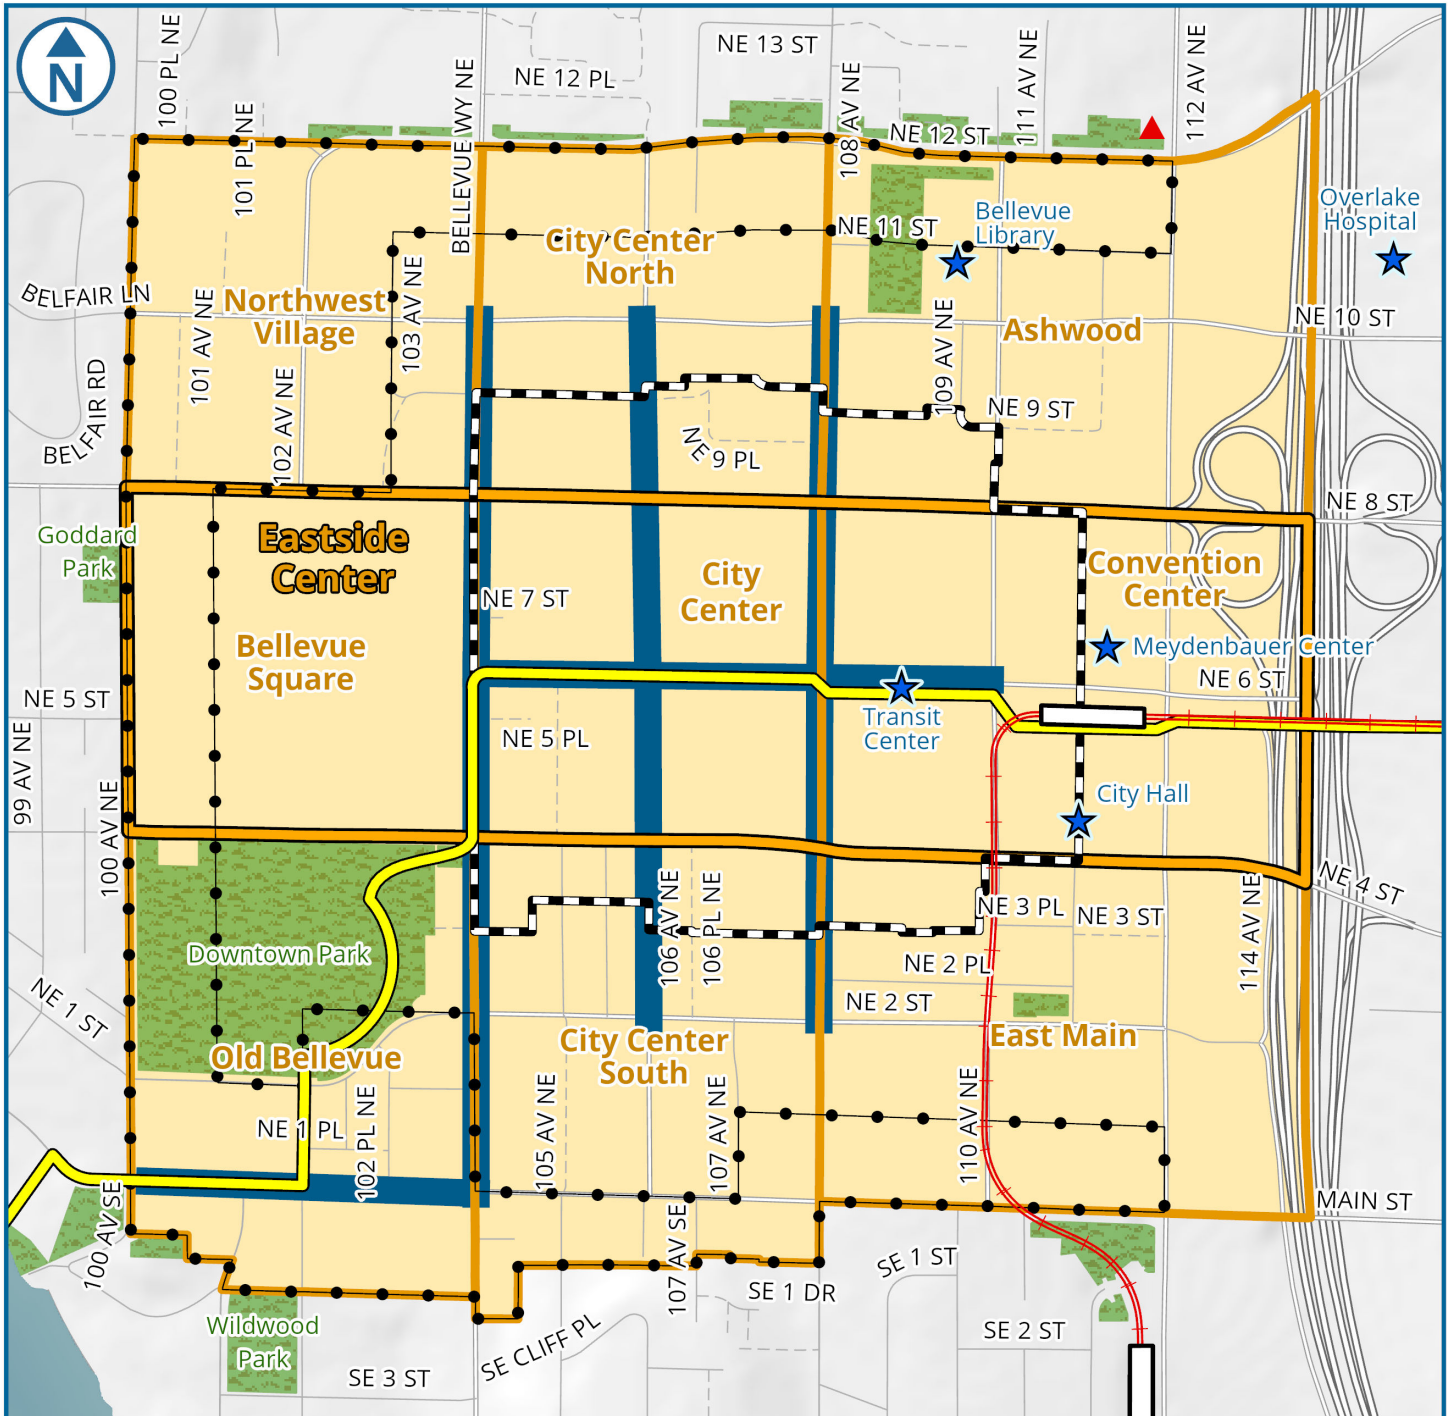 N
100 PL NE
NE 12 PL
NE 13 ST
111 AV NE
112 AV NE
101 PL NE
BELLEVUE WY NE
108 AV NE
NE 12 ST
NE 11 ST
Bellevue
Library
Overlake
Hospital
City Center
North
BELFAIR LN
Northwest
Village
101 AV NE
103 AV NE
109 AV NE
Ashwood
NE 10 ST
BELFAIR RD
102 AV NE
NE 9 ST
NE 9 PL
NE 8 ST
Goddard
Park
Eastside
Center
NE 7 ST
City
Center
Convention
Center
Bellevue
Square
Meydenbauer Center
NE 6 ST
NE 5 ST
99 AV NE
100 AV NE
NE 5 PL
Transit
Center
City Hall
NE 4 ST
114 AV NE
106 AV NE
106 PL NE
NE 3 PL
NE 3 ST
Downtown Park
NE 2 PL
NE 1 ST
NE 2 ST
Old Bellevue
City Center
South
East Main
NE 1 PL
102 PL NE
105 AV NE
107 AV NE
110 AV NE
100 AV SE
107 AV SE
MAIN ST
SE 1 ST
SE 1 DR
Wildwood
Park
SE CLIFF PL
SE 2 ST
SE 3 ST